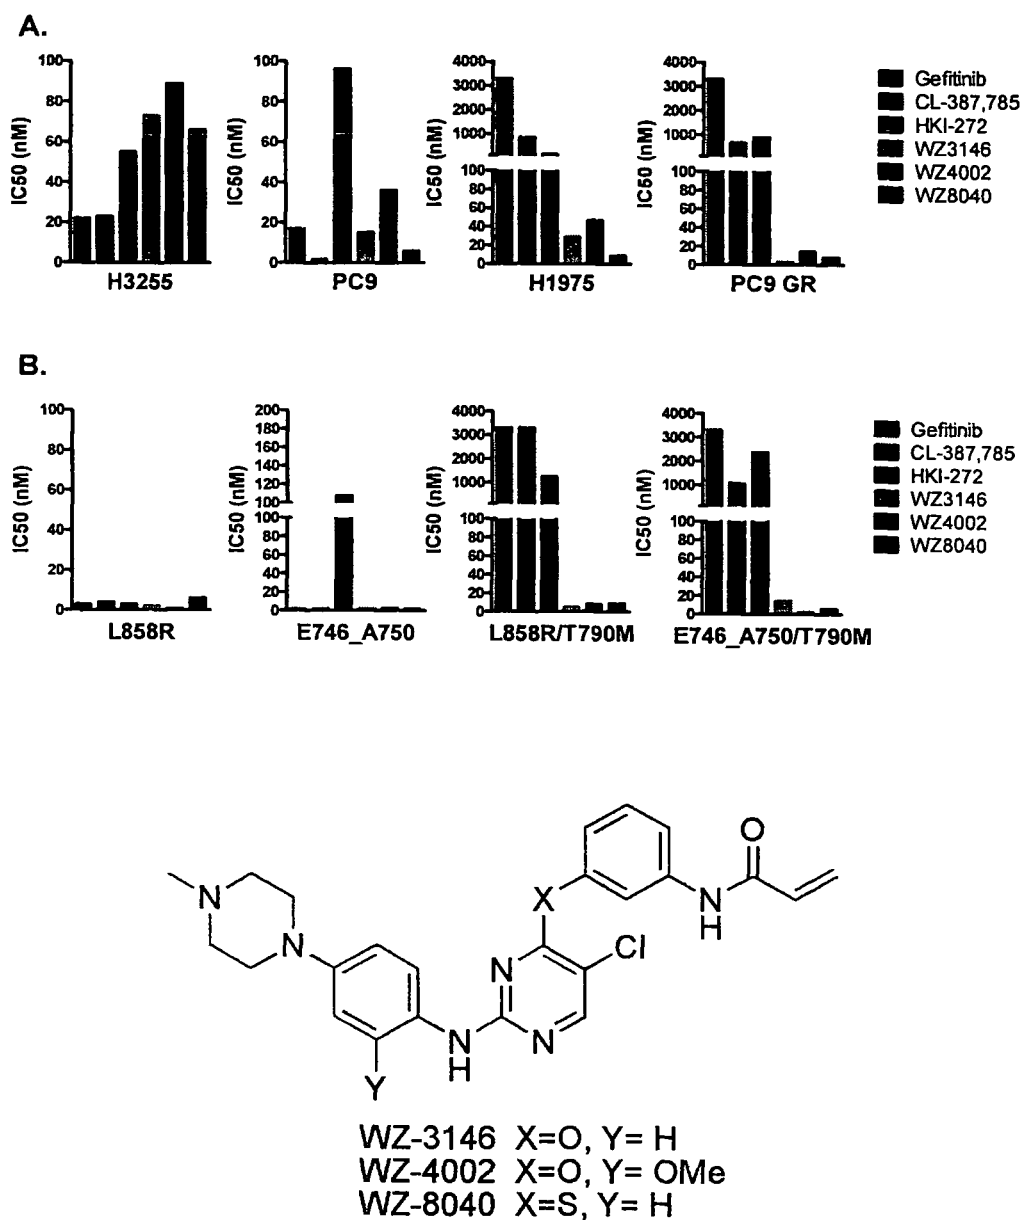 A.
IC50 (nM)
100
80
60
40
20
0
H3255
IC50 (nM)
100
80
60
40
20
0
PC9
IC50 (nM)
4000
3000
2000
1000
100
80
60
40
20
0
H1975
IC50 (nM)
4000
3000
2000
1000
100
80
60
40
20
0
PC9 GR
Gefitinib
CL-387,785
HKI-272
WZ3146
WZ4002
WZ8040
B.
IC50 (nM)
100
80
60
40
20
0
L858R
IC50 (nM)
200
180
160
140
120
100
100
80
60
40
20
0
E746_A750
IC50 (nM)
4000
3000
2000
1000
100
80
60
40
20
0
L858R/T790M
IC50 (nM)
4000
3000
2000
1000
100
80
60
40
20
0
E746_A750/T790M
Gefitinib
CL-387,785
HKI-272
WZ3146
WZ4002
WZ8040
O
X
N
H
Cl
N
N
N
N
N
H
Y
WZ-3146 X=O, Y= H
WZ-4002 X=O, Y= OMe
WZ-8040 X=S, Y= H